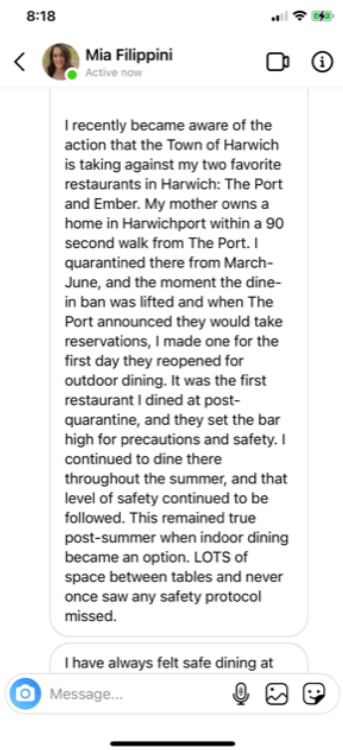 8:18
Mia Filippini
Active now
I recently became aware of the
action that the Town of Harwich
is taking against my two favorite
restaurants in Harwich: The Port
and Ember. My mother owns a
home in Harwichport within a 90
second walk from The Port. I
quarantined there from March-
June, and the moment the dine-
in ban was lifted and when The
Port announced they would take
reservations, I made one for the
first day they reopened for
outdoor dining. It was the first
restaurant I dined at post-
quarantine, and they set the bar
high for precautions and safety. I
continued to dine there
throughout the summer, and that
level of safety continued to be
followed. This remained true
post-summer when indoor dining
became an option. LOTS of
space between tables and never
once saw any safety protocol
missed.
I have always felt safe dining at
Message...